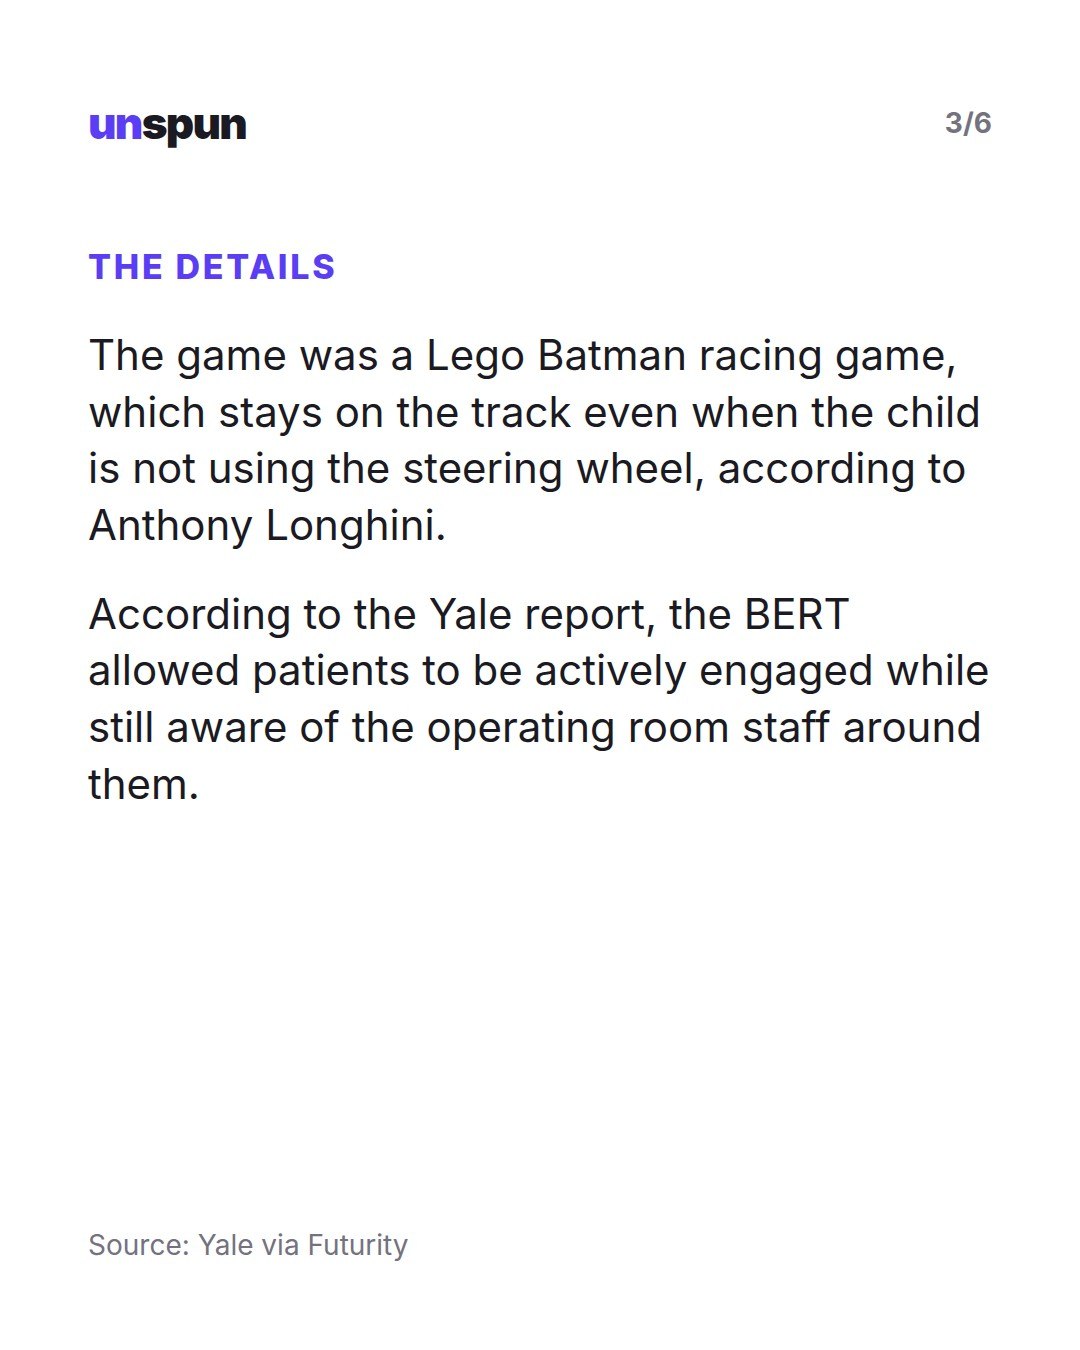 unspun
3/6
THE DETAILS
The game was a Lego Batman racing game,
which stays on the track even when the child
is not using the steering wheel, according to
Anthony Longhini.
According to the Yale report, the BERT
allowed patients to be actively engaged while
still aware of the operating room staff around
them.
Source: Yale via Futurity